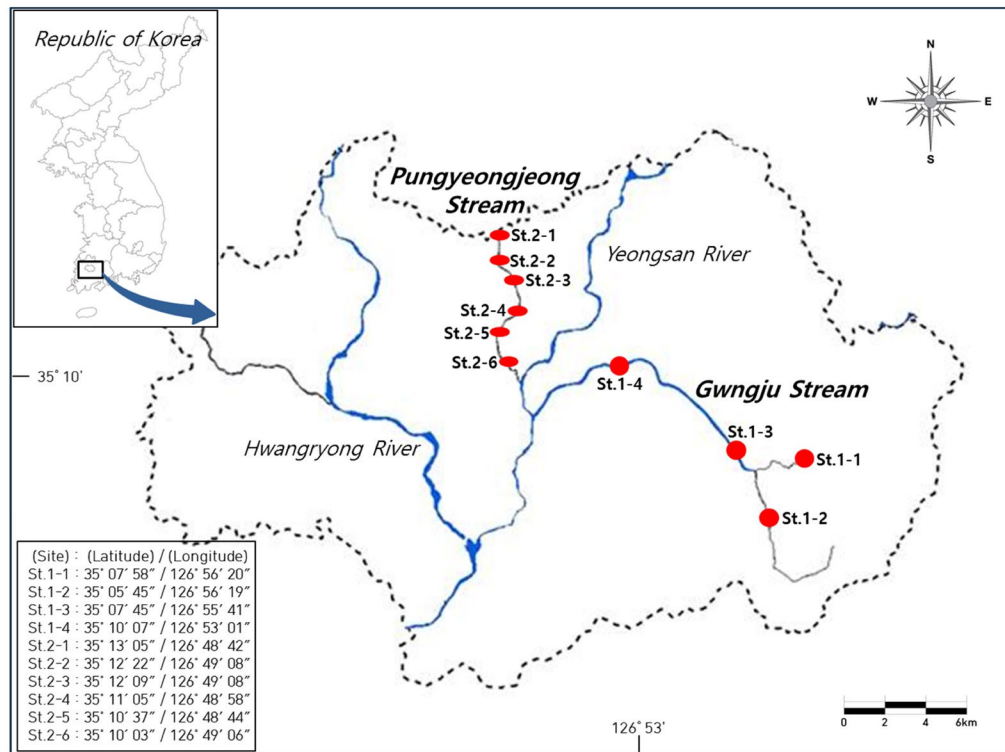 Republic of Korea
N
W
E
S
Pungyeongjeong
Stream
St.2-1
St.2-2
St.2-3
St.2-4
St.2-5
St.2-6
Yeongsan River
35° 10′
St.1-4
Gwngju Stream
St.1-3
St.1-1
St.1-2
Hwangryong River
(Site) : (Latitude) / (Longitude)
St.1-1 : 35° 07′ 58″ / 126° 56′ 20″
St.1-2 : 35° 05′ 45″ / 126° 56′ 19″
St.1-3 : 35° 07′ 45″ / 126° 55′ 41″
St.1-4 : 35° 10′ 07″ / 126° 53′ 01″
St.2-1 : 35° 13′ 05″ / 126° 48′ 42″
St.2-2 : 35° 12′ 22″ / 126° 49′ 08″
St.2-3 : 35° 12′ 09″ / 126° 49′ 08″
St.2-4 : 35° 11′ 05″ / 126° 48′ 58″
St.2-5 : 35° 10′ 37″ / 126° 48′ 44″
St.2-6 : 35° 10′ 03″ / 126° 49′ 06″
126° 53′
0 2 4 6km